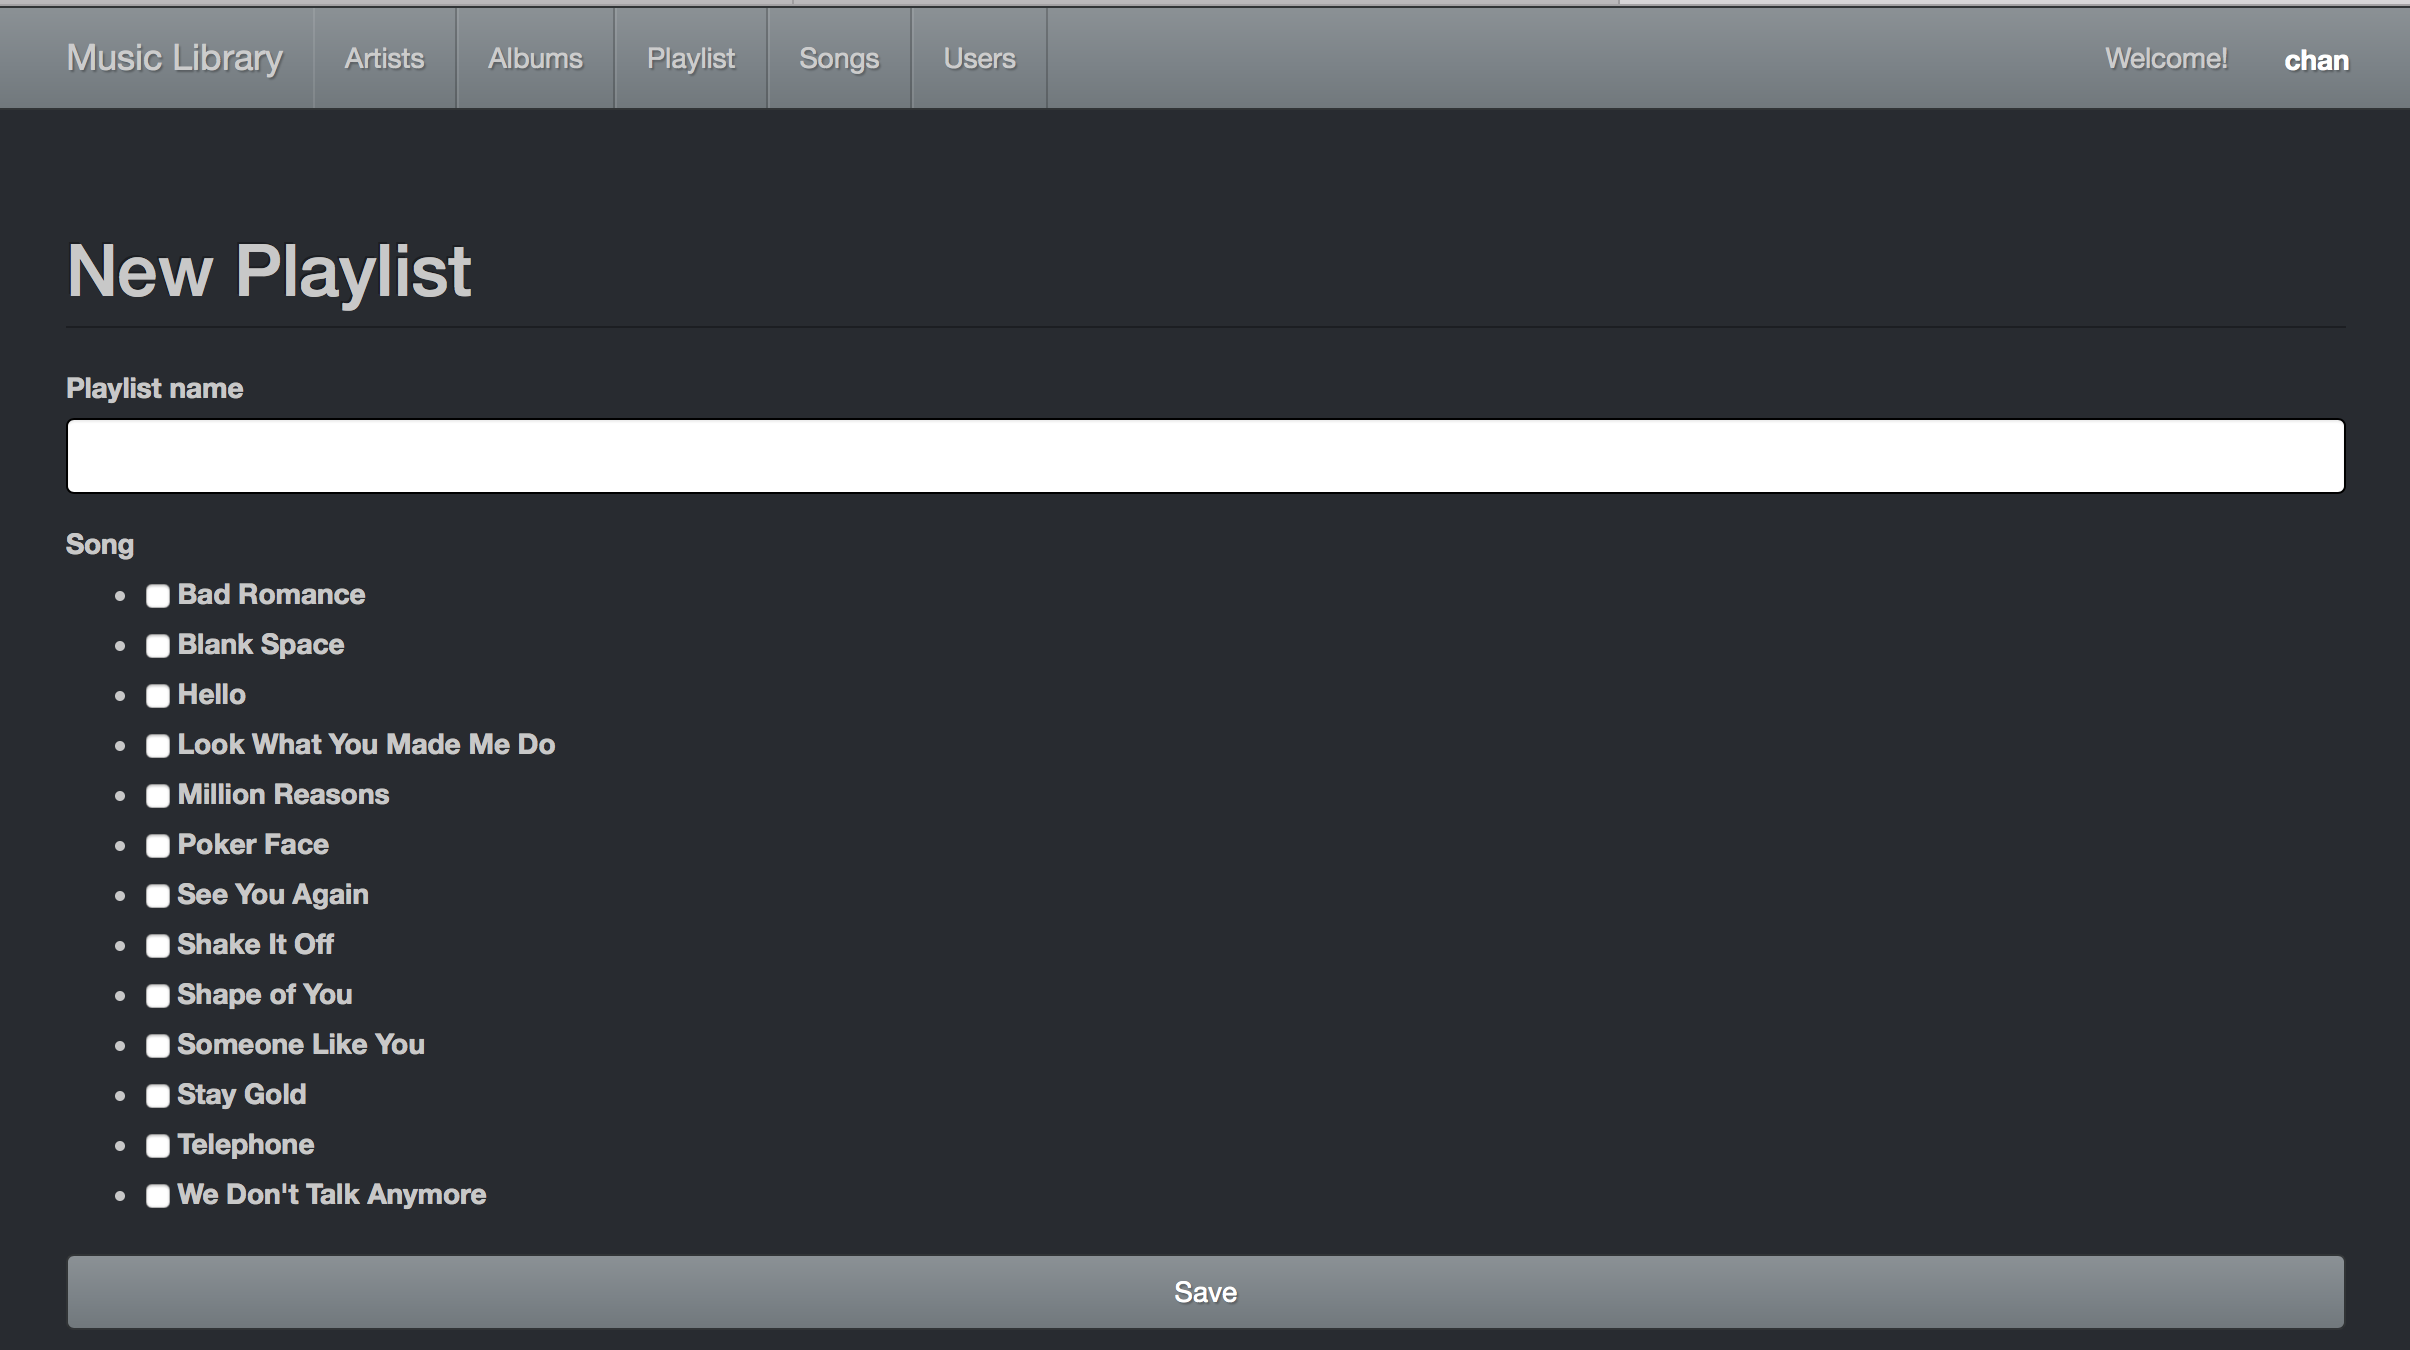 Music Library Artists Albums Playlist Songs Users Welcome! chan
New Playlist
Playlist name
Song
Bad Romance
Blank Space
Hello
Look What You Made Me Do
Million Reasons
Poker Face
See You Again
Shake It Off
Shape of You
Someone Like You
Stay Gold
Telephone
We Don't Talk Anymore
Save